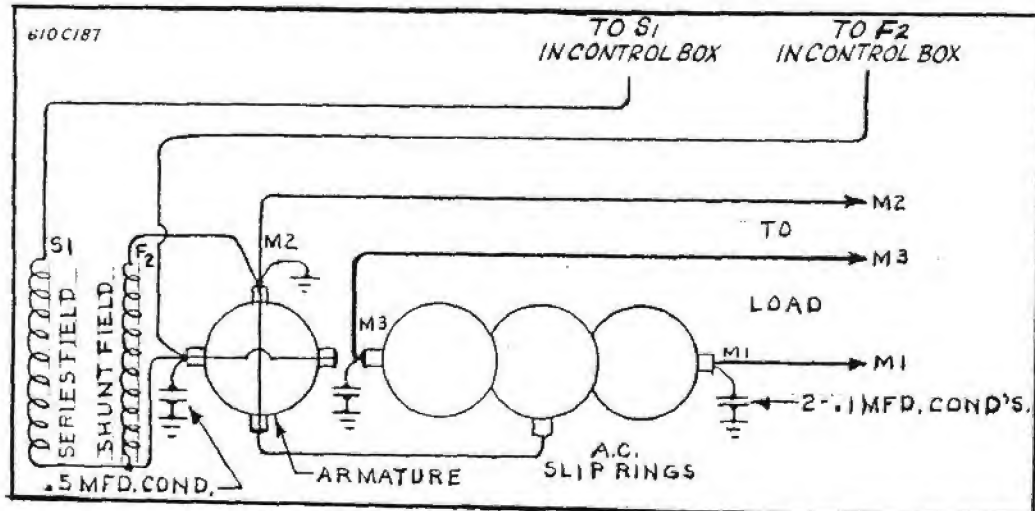 610C187
TO S1
IN CONTROL BOX
TO F2
IN CONTROL BOX
M2
TO
M3
LOAD
M1
S1
F2
M2
M3
M1
SERIES FIELD
SHUNT FIELD
2-.1 MFD. COND'S.
.5 MFD. COND.
ARMATURE
A.C.
SLIP RINGS